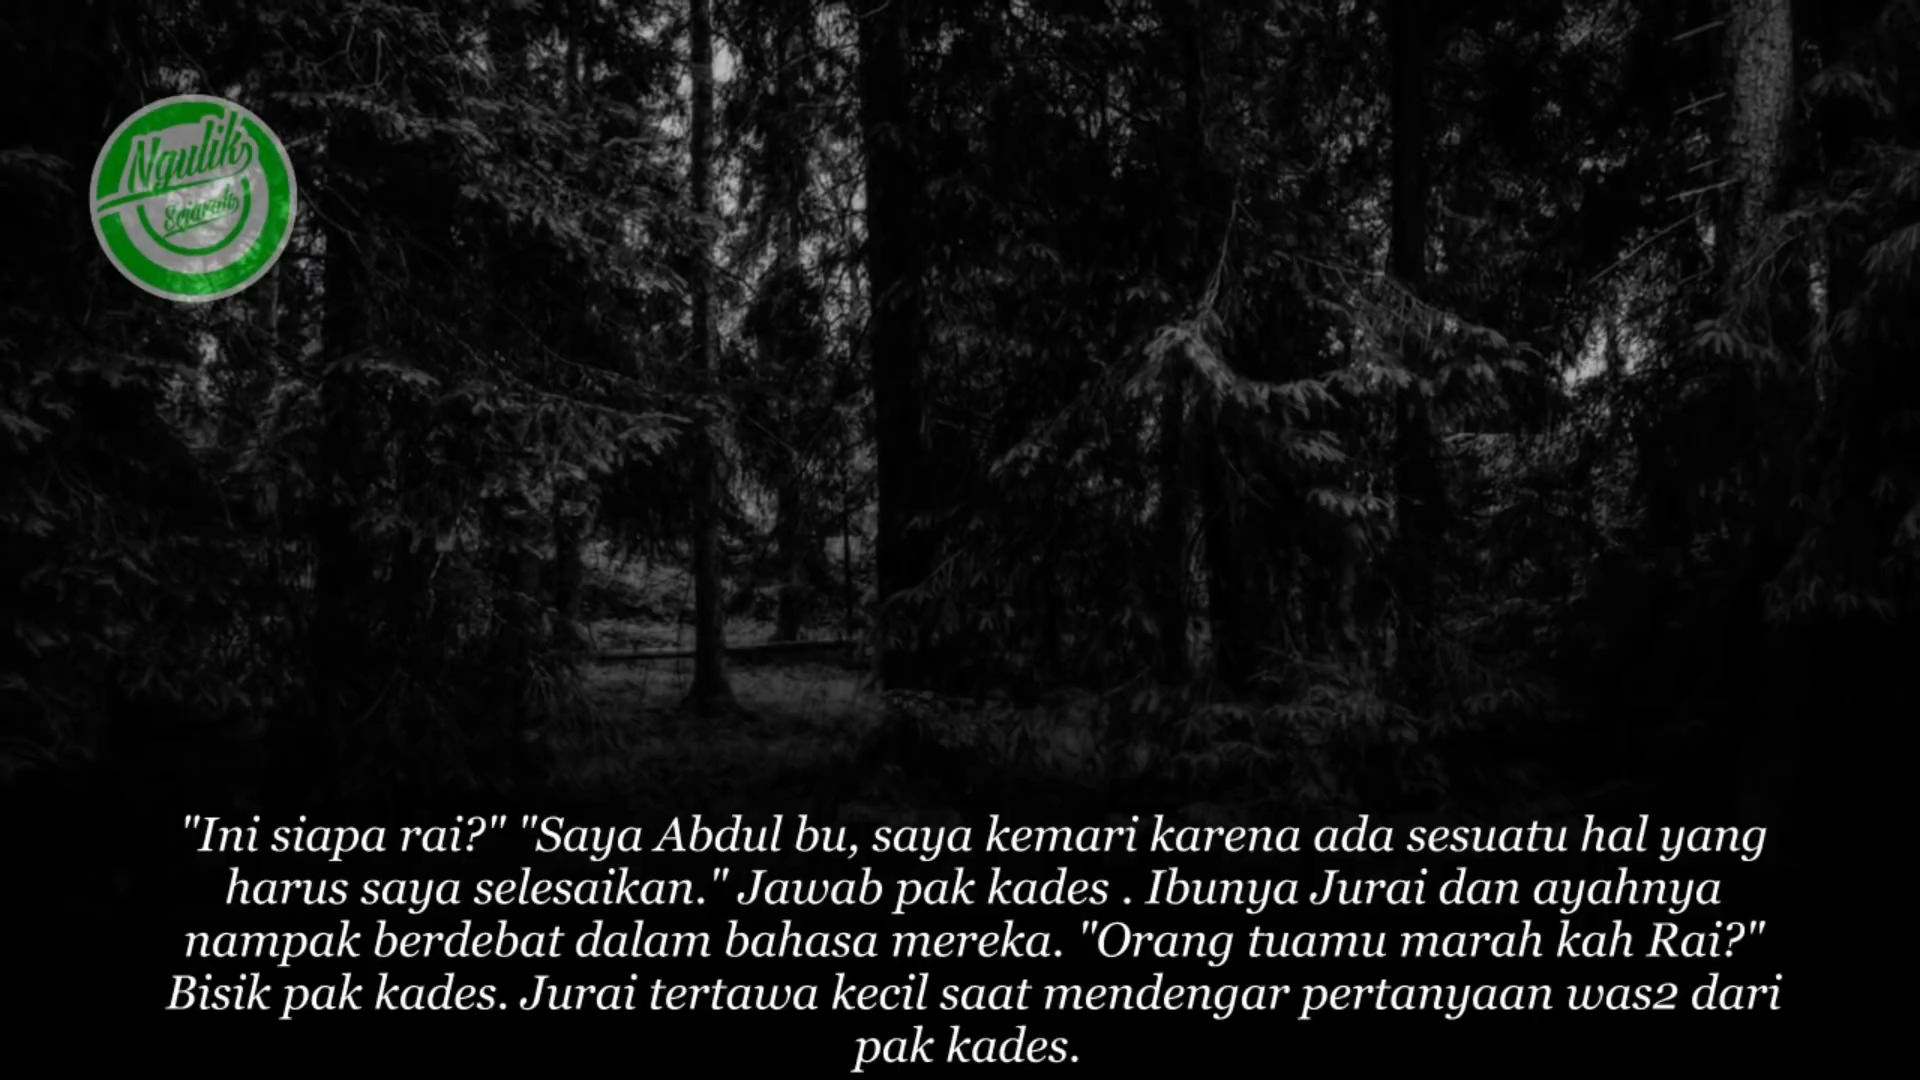 Ngulik
Sejarah
"Ini siapa rai?" "Saya Abdul bu, saya kemari karena ada sesuatu hal yang
harus saya selesaikan." Jawab pak kades . Ibunya Jurai dan ayahnya
nampak berdebat dalam bahasa mereka. "Orang tuamu marah kah Rai?"
Bisik pak kades. Jurai tertawa kecil saat mendengar pertanyaan was2 dari
pak kades.